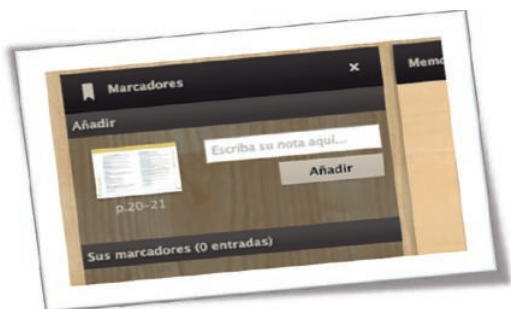 Marcadores ×
Memo
Añadir
Escriba su nota aquí...
Añadir
p.20-21
Sus marcadores (0 entradas)